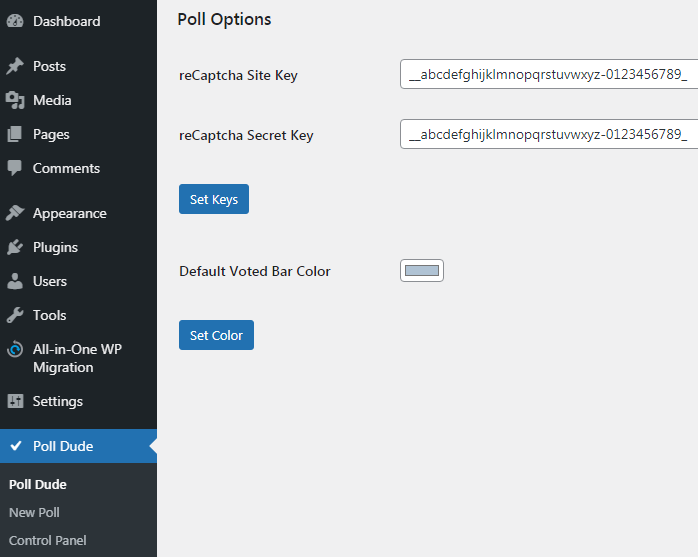 Dashboard
Posts
Media
Pages
Comments
Appearance
Plugins
Users
Tools
All-in-One WP
Migration
Settings
Poll Dude
Poll Dude
New Poll
Control Panel
Poll Options
reCaptcha Site Key
__abcdefghijklmnopqrstuvwxyz-0123456789_
reCaptcha Secret Key
__abcdefghijklmnopqrstuvwxyz-0123456789_
Set Keys
Default Voted Bar Color
Set Color